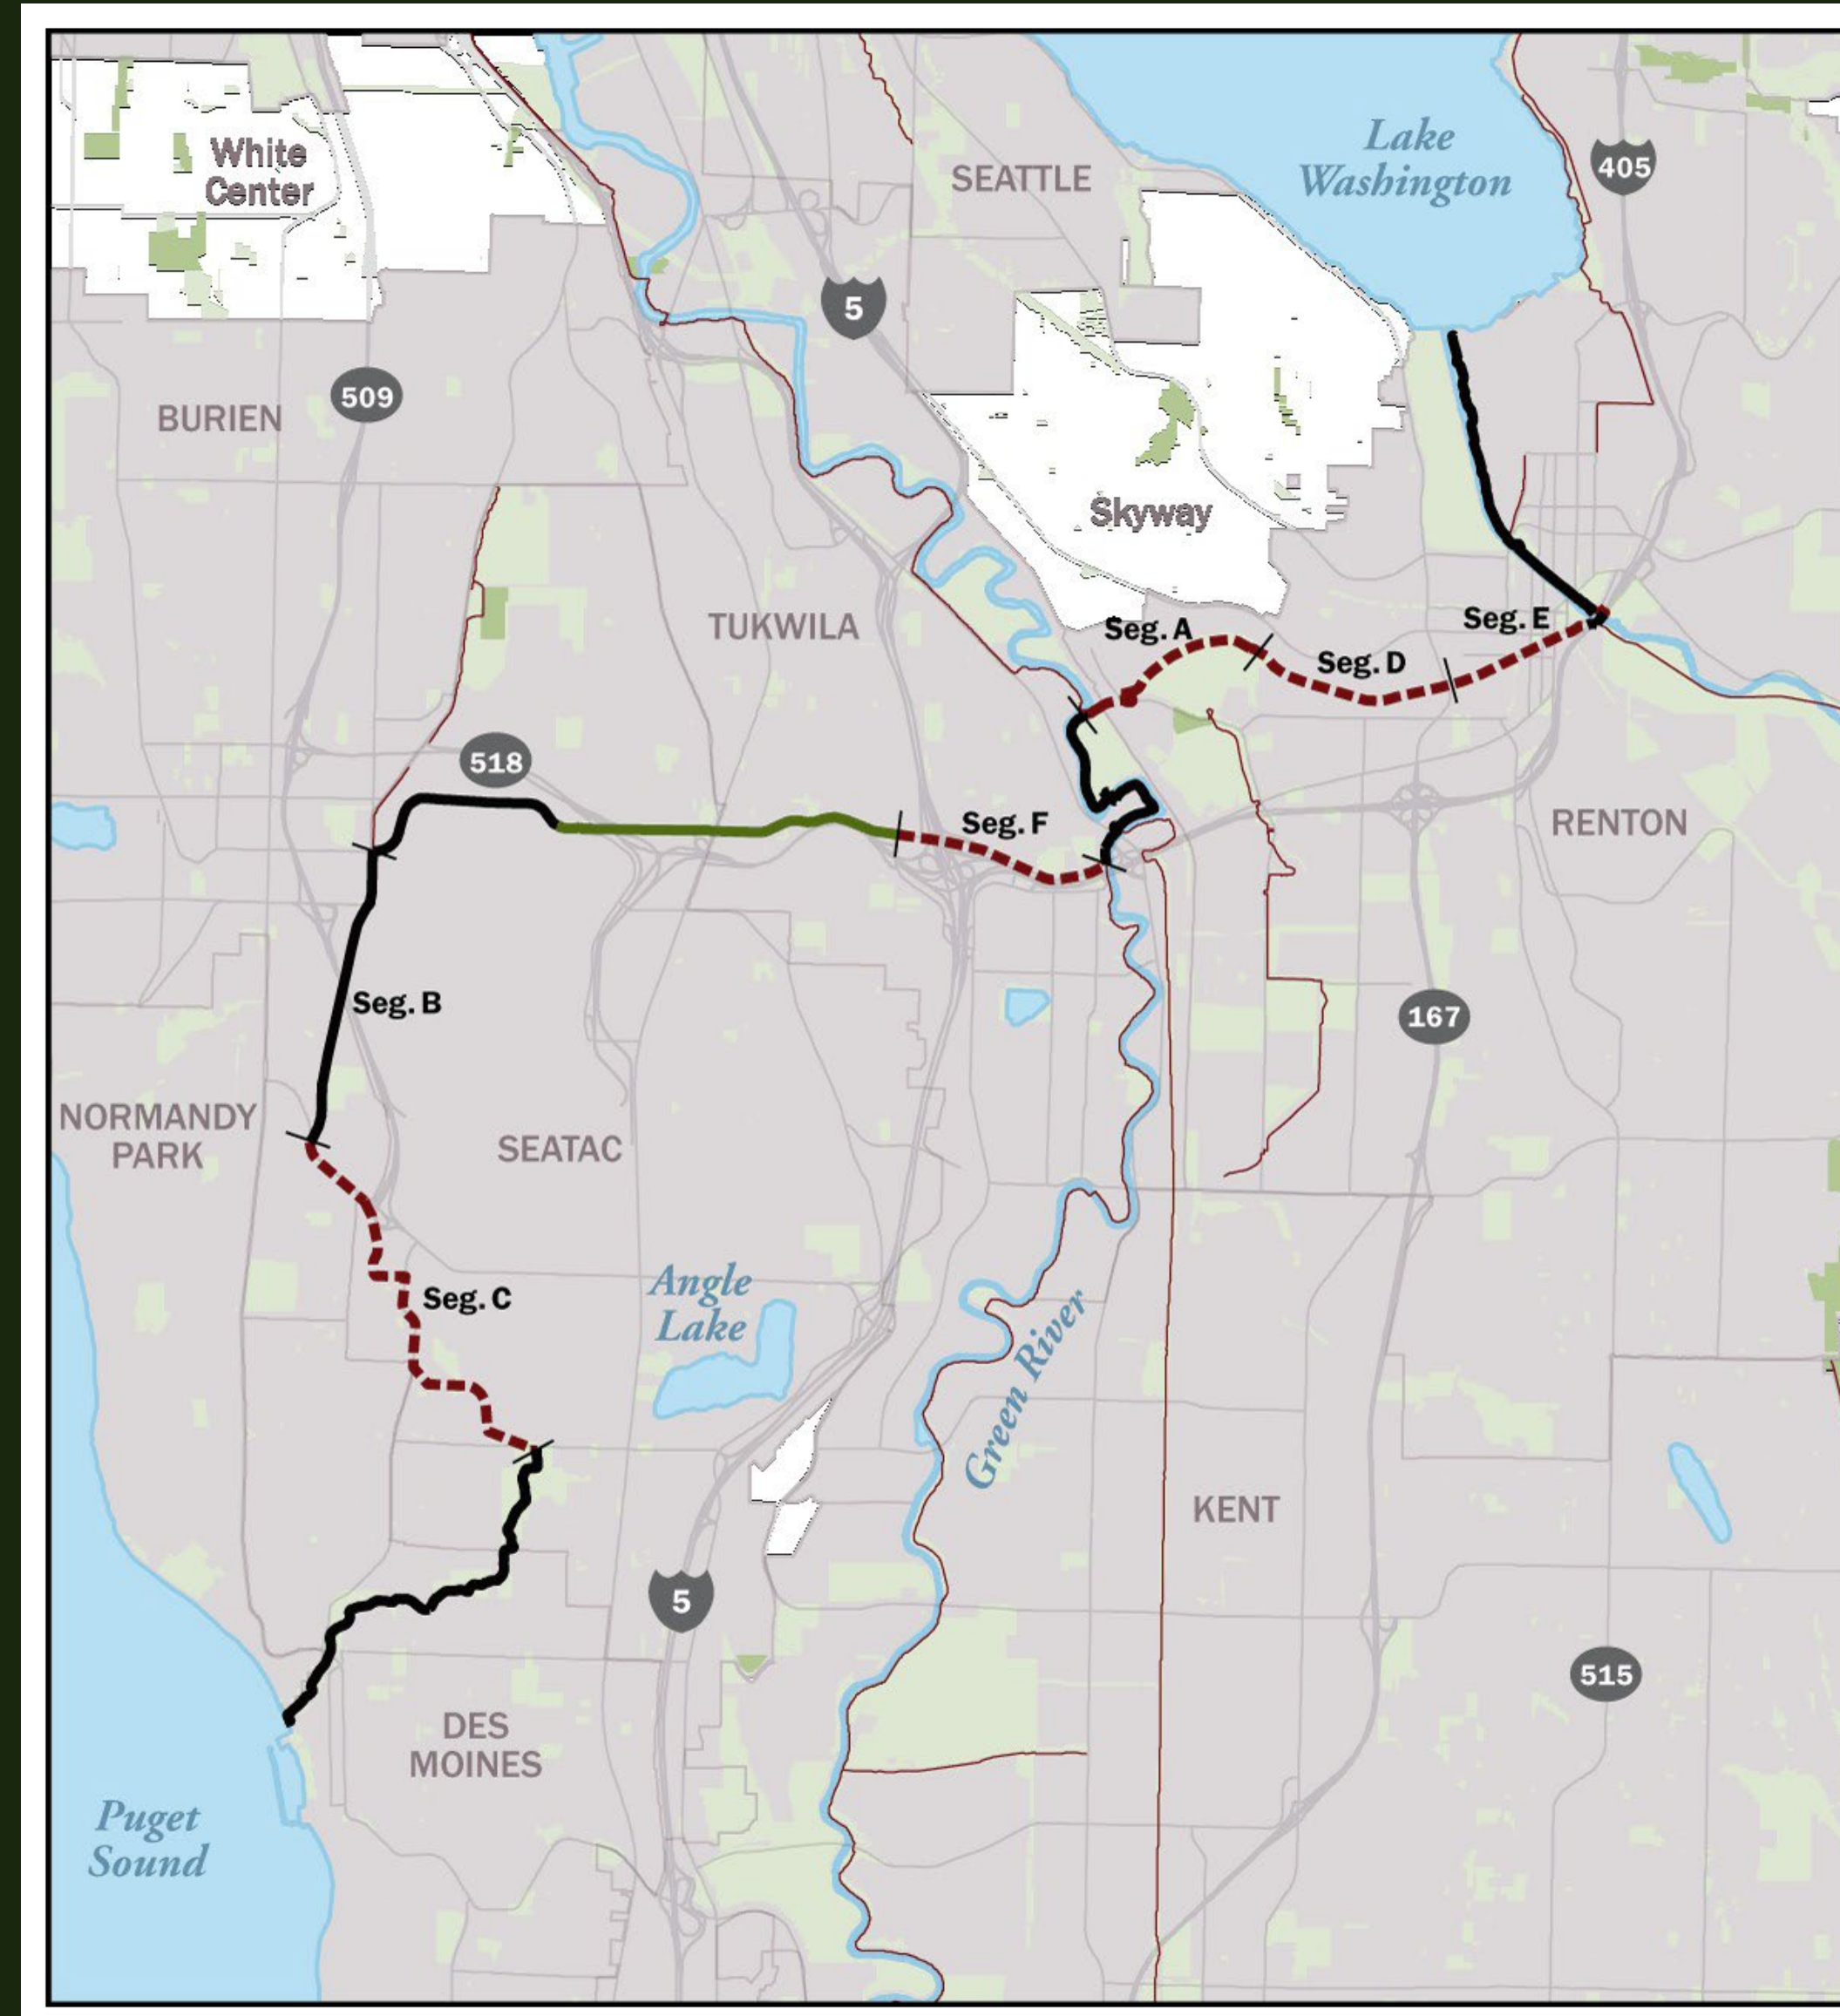 White
Center
SEATTLE
Lake
Washington
405
5
509
BURIEN
Skyway
TUKWILA
Seg. A
Seg. E
Seg. D
518
Seg. F
RENTON
Seg. B
167
NORMANDY
PARK
SEATAC
Seg. C
Angle
Lake
Green River
KENT
5
515
DES
MOINES
Puget
Sound